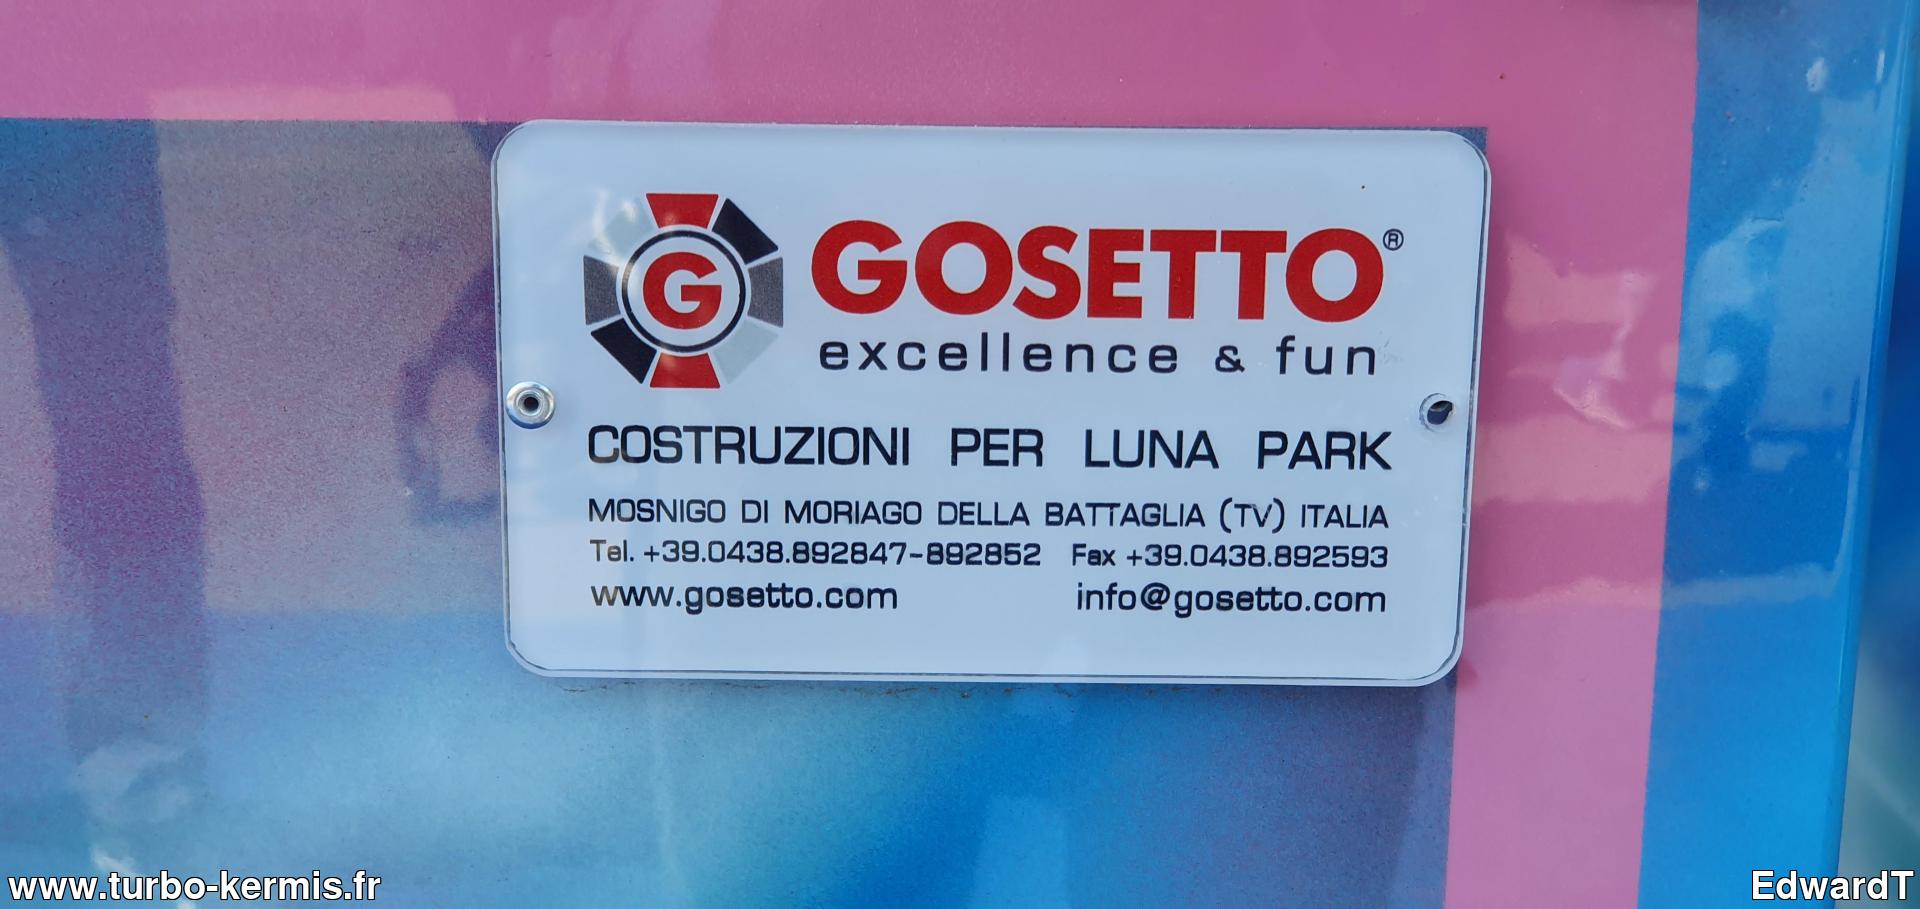 G
GOSETTO®
excellence & fun
COSTRUZIONI PER LUNA PARK
MOSNIGO DI MORIAGO DELLA BATTAGLIA (TV) ITALIA
Tel. +39.0438.892847-892852 Fax +39.0438.892593
www.gosetto.com info@gosetto.com
www.turbo-kermis.fr EdwardT